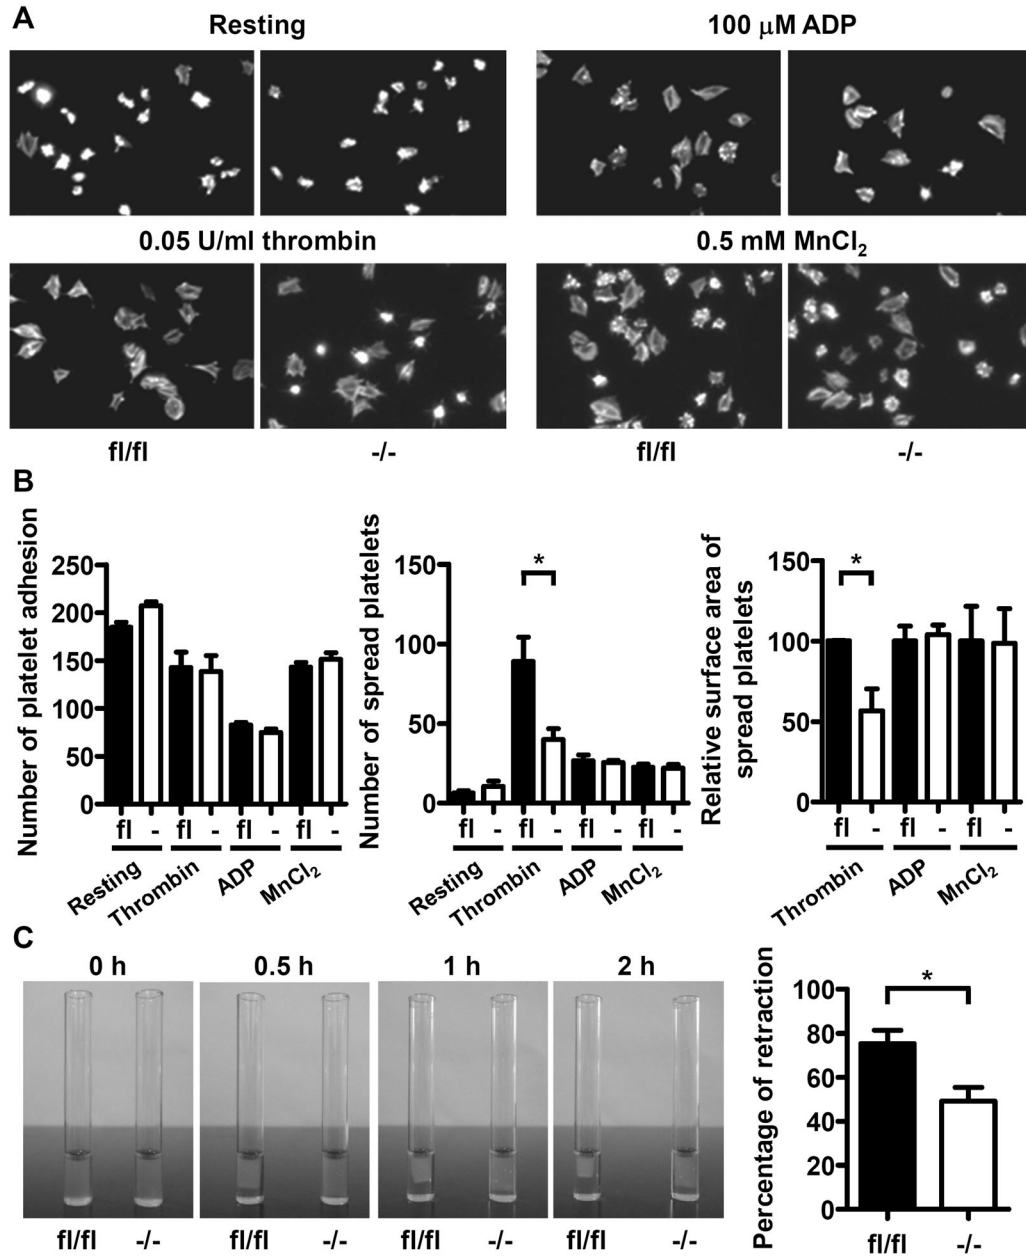 A
Resting
100 μM ADP
0.05 U/ml thrombin
0.5 mM MnCl2
fl/fl
-/-
fl/fl
-/-
B
Number of platelet adhesion
250
200
150
100
50
0
fl - fl - fl - fl -
Resting
Thrombin
ADP
MnCl2
Number of spread platelets
150
100
50
0
*
fl - fl - fl - fl -
Resting
Thrombin
ADP
MnCl2
Relative surface area of
spread platelets
150
100
50
0
*
fl - fl - fl -
Thrombin
ADP
MnCl2
C
0 h
0.5 h
1 h
2 h
fl/fl -/- fl/fl -/- fl/fl -/- fl/fl -/-
Percentage of retraction
100
80
60
40
20
0
*
fl/fl -/-